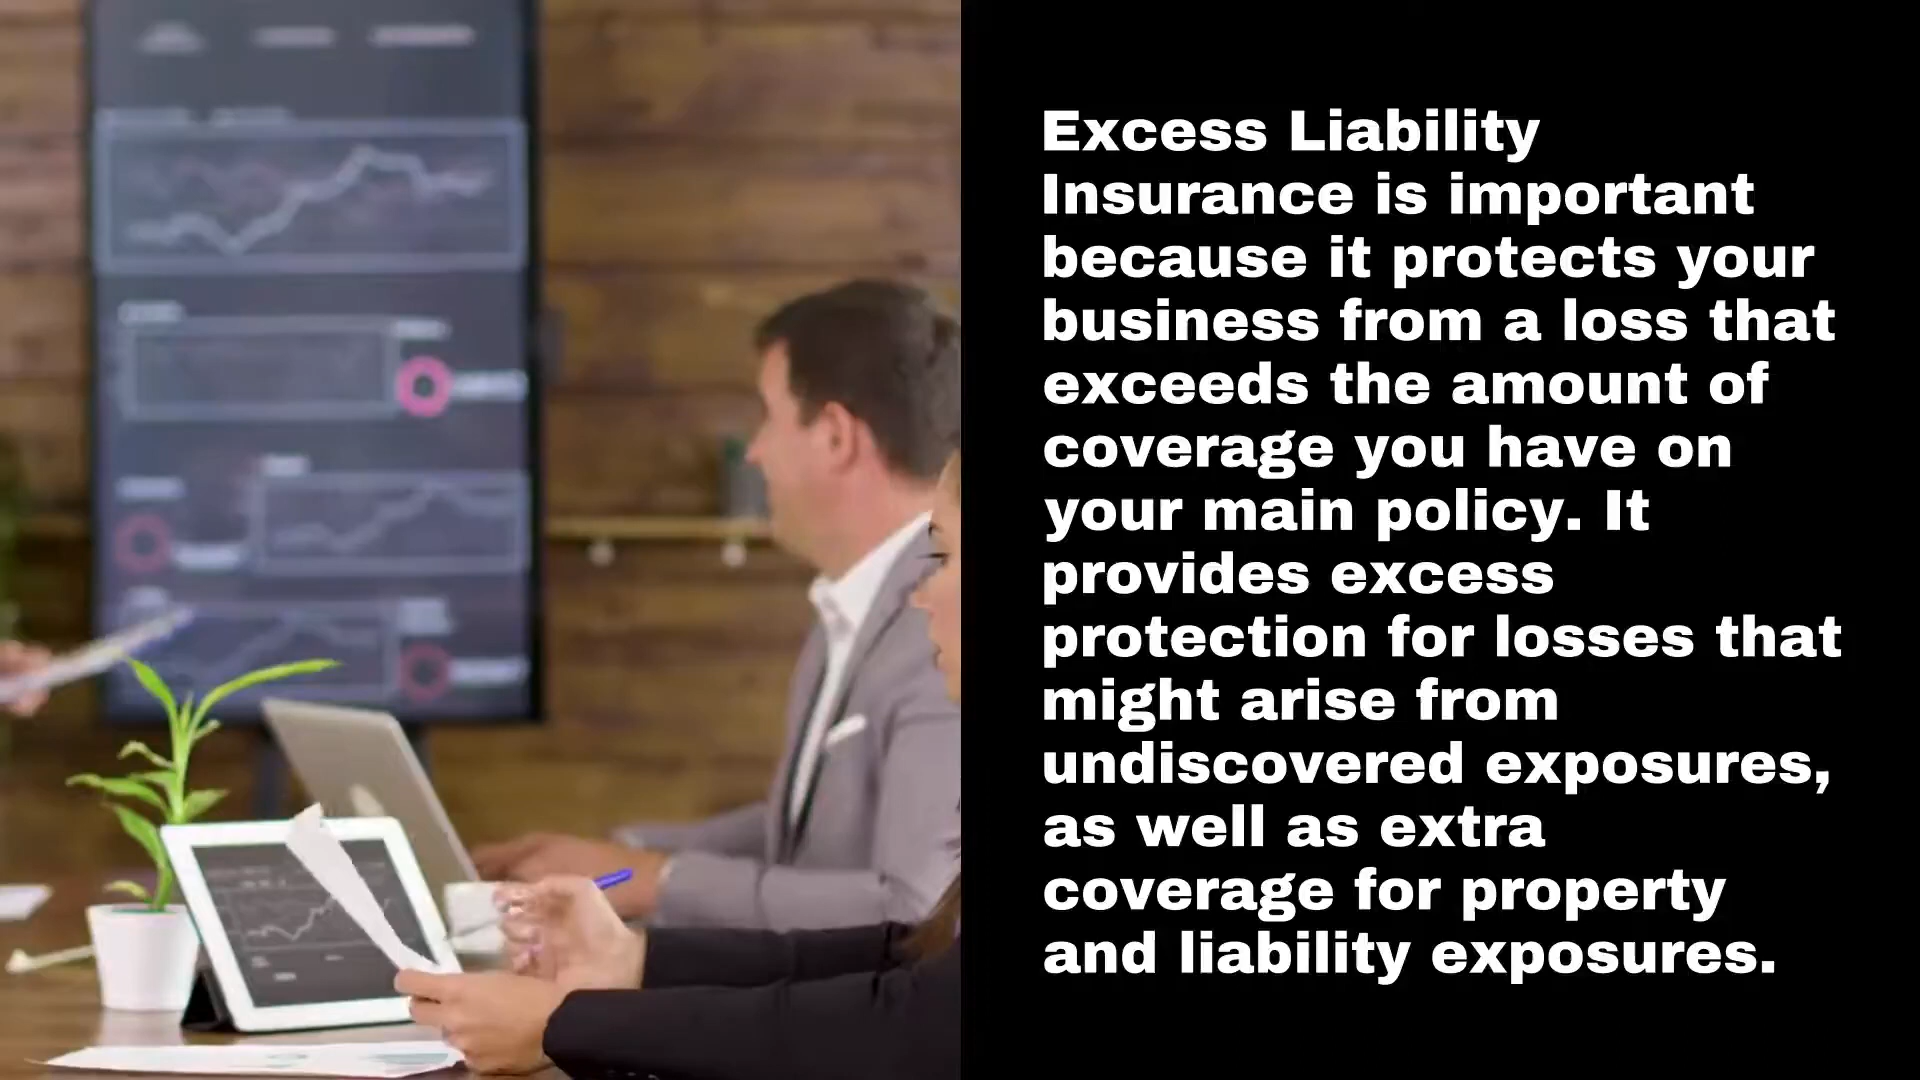 Excess Liability
Insurance is important
because it protects your
business from a loss that
exceeds the amount of
coverage you have on
your main policy. It
provides excess
protection for losses that
might arise from
undiscovered exposures,
as well as extra
coverage for property
and liability exposures.